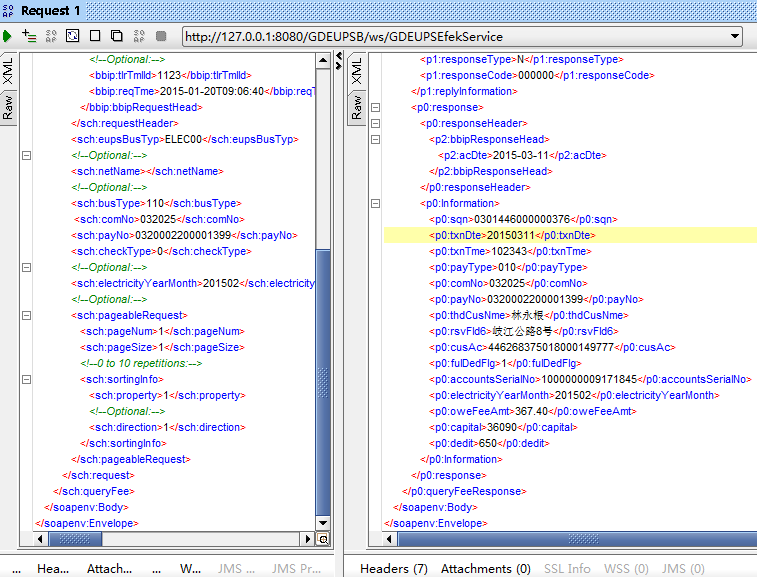 SO
AP
Request 1
http://127.0.0.1:8080/GDEUPSB/ws/GDEUPSEfekService
XML
Raw
<!--Optional:-->
<bbip:tlrTmlId>1123</bbip:tlrTmlId>
<bbip:reqTme>2015-01-20T09:06:40</bbip:reqT
</bbip:bbipRequestHead>
</sch:requestHeader>
<sch:eupsBusTyp>ELEC00</sch:eupsBusTyp>
<!--Optional:-->
<sch:netName></sch:netName>
<!--Optional:-->
<sch:busType>110</sch:busType>
<sch:comNo>032025</sch:comNo>
<sch:payNo>0320002200001399</sch:payNo>
<sch:checkType>0</sch:checkType>
<!--Optional:-->
<sch:electricityYearMonth>201502</sch:electricity
<!--Optional:-->
<sch:pageableRequest>
<sch:pageNum>1</sch:pageNum>
<sch:pageSize>1</sch:pageSize>
<!--0 to 10 repetitions:-->
<sch:sortingInfo>
<sch:property>1</sch:property>
<!--Optional:-->
<sch:direction>1</sch:direction>
</sch:sortingInfo>
</sch:pageableRequest>
</sch:request>
</sch:queryFee>
</soapenv:Body>
</soapenv:Envelope>
XML
Raw
<p1:responseType>N</p1:responseType>
<p1:responseCode>000000</p1:responseCode>
</p1:replyInformation>
<p0:response>
<p0:responseHeader>
<p2:bbipResponseHead>
<p2:acDte>2015-03-11</p2:acDte>
</p2:bbipResponseHead>
</p0:responseHeader>
<p0:Information>
<p0:sqn>0301446000000376</p0:sqn>
<p0:txnDte>20150311</p0:txnDte>
<p0:txnTme>102343</p0:txnTme>
<p0:payType>010</p0:payType>
<p0:comNo>032025</p0:comNo>
<p0:payNo>0320002200001399</p0:payNo>
<p0:thdCusNme>林永根</p0:thdCusNme>
<p0:rsvFld6>岐江公路8号</p0:rsvFld6>
<p0:cusAc>446268375018000149777</p0:cusAc>
<p0:fulDedFlg>1</p0:fulDedFlg>
<p0:accountsSerialNo>1000000009171845</p0:accountsSerialNo>
<p0:electricityYearMonth>201502</p0:electricityYearMonth>
<p0:oweFeeAmt>367.40</p0:oweFeeAmt>
<p0:capital>36090</p0:capital>
<p0:dedit>650</p0:dedit>
</p0:Information>
</p0:response>
</p0:queryFeeResponse>
</soapenv:Body>
</soapenv:Envelope>
... Hea... Attach... ... W... JMS ... JMS Pr...
Headers (7) Attachments (0) SSL Info WSS (0) JMS (0)